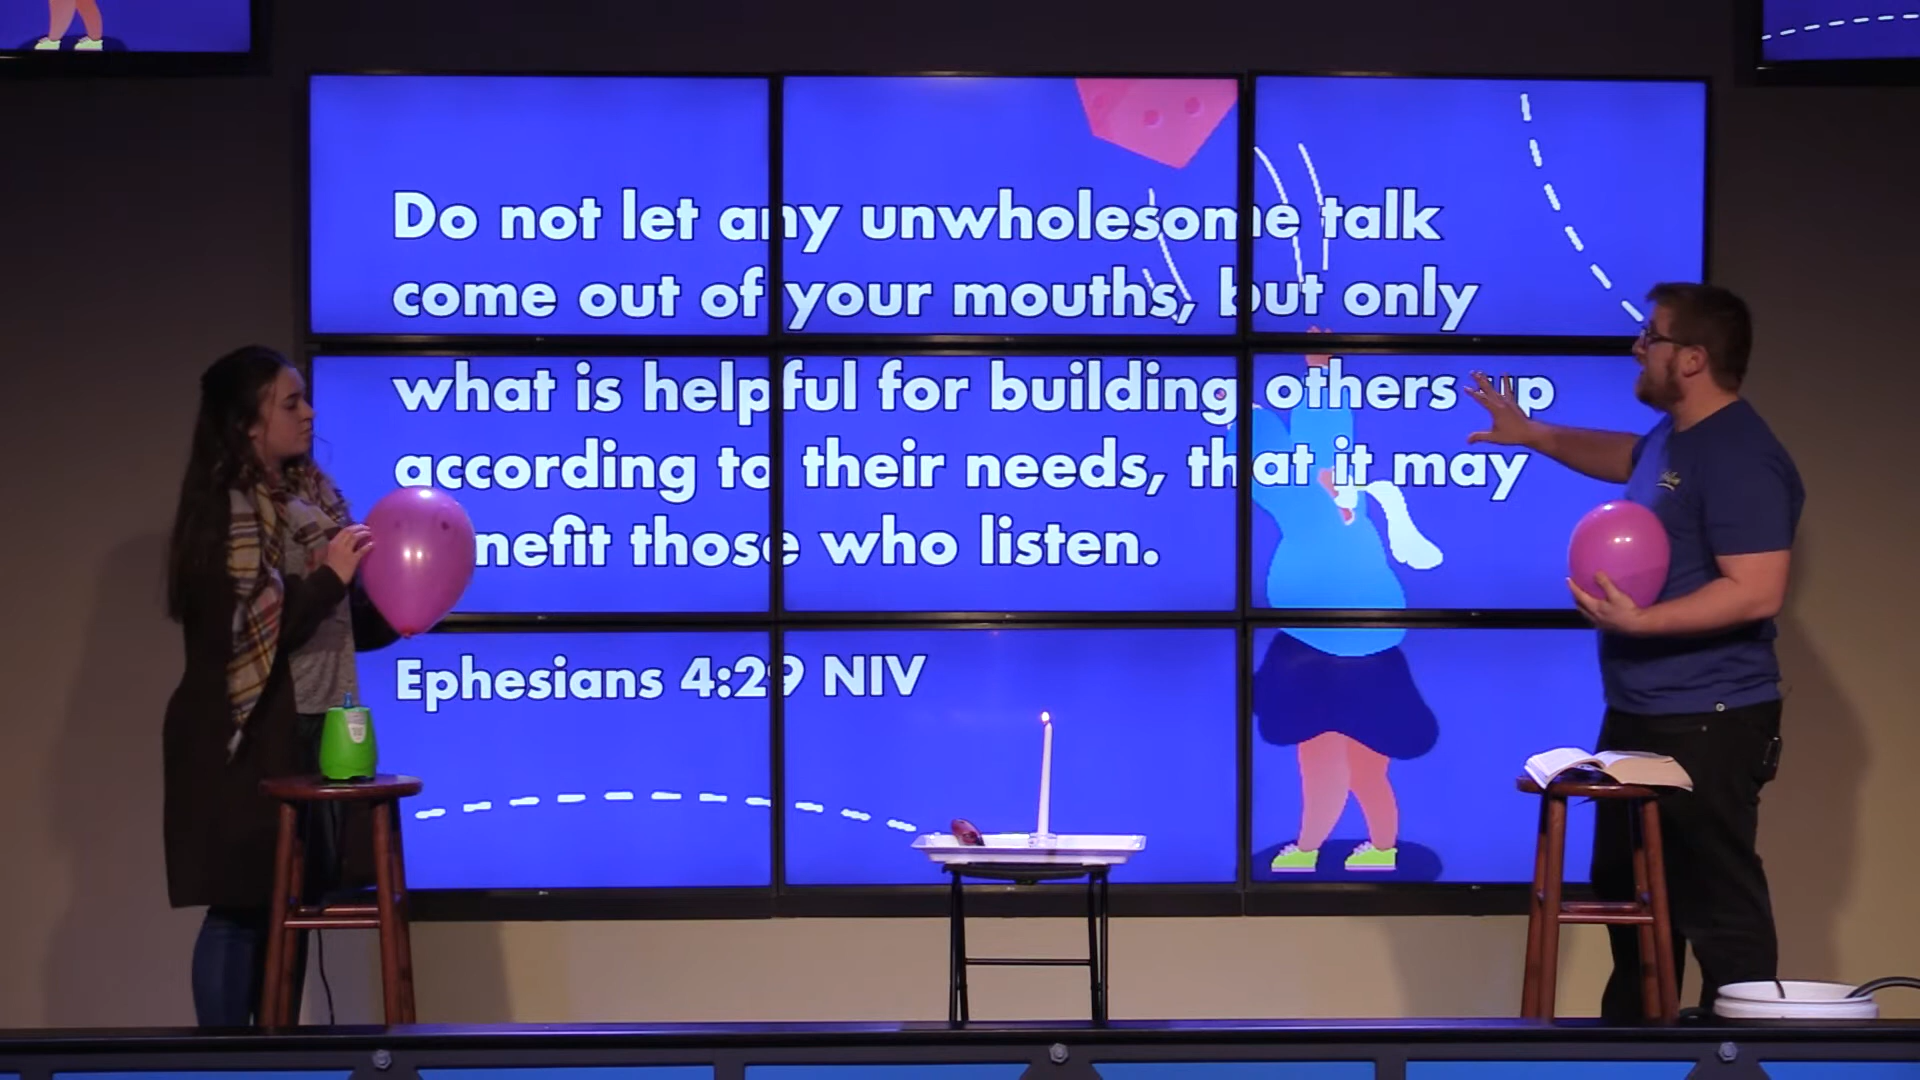 Do not let any unwholesome talk
come out of your mouths, but only
what is helpful for building others up
according to their needs, that it may
nefit those who listen.
Ephesians 4:29 NIV